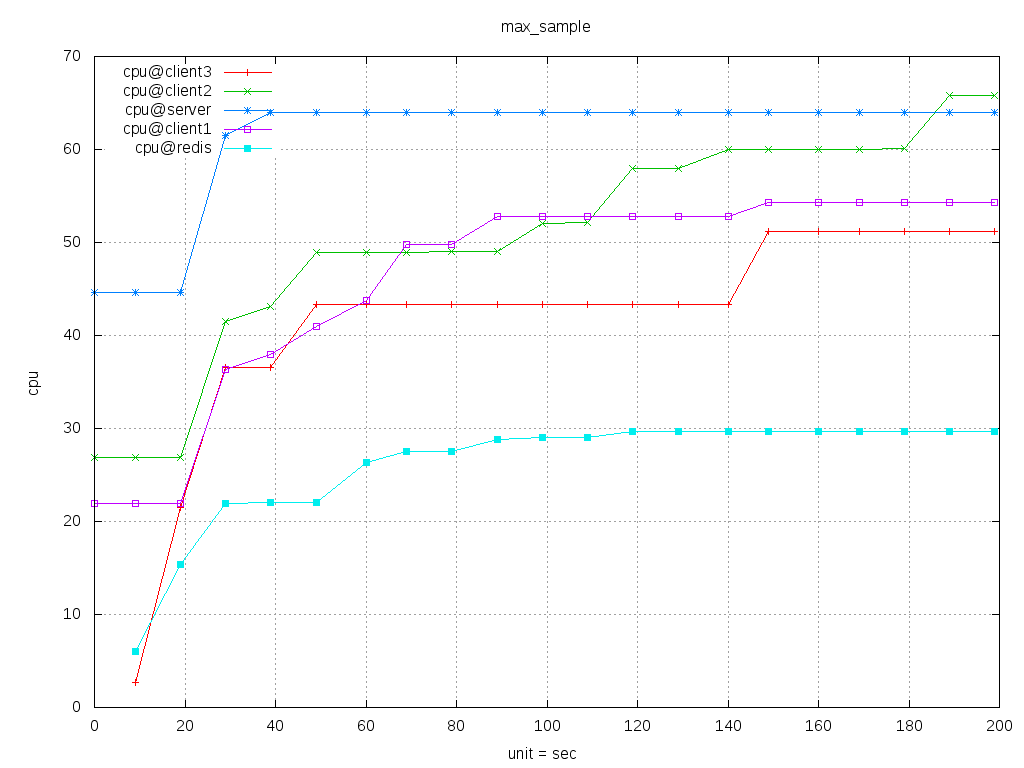 max_sample
cpu@client3
cpu@client2
cpu@server
cpu@client1
cpu@redis
70
60
50
40
30
20
10
0
cpu
0 20 40 60 80 100 120 140 160 180 200
unit = sec